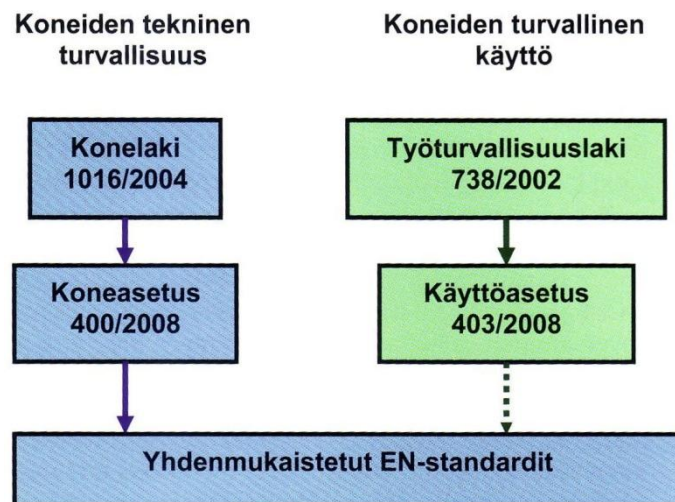 Koneiden tekninen
turvallisuus
Koneiden turvallinen
käyttö
Konelaki
1016/2004
Työturvallisuuslaki
738/2002
Koneasetus
400/2008
Käyttöasetus
403/2008
Yhdenmukaistetut EN-standardit